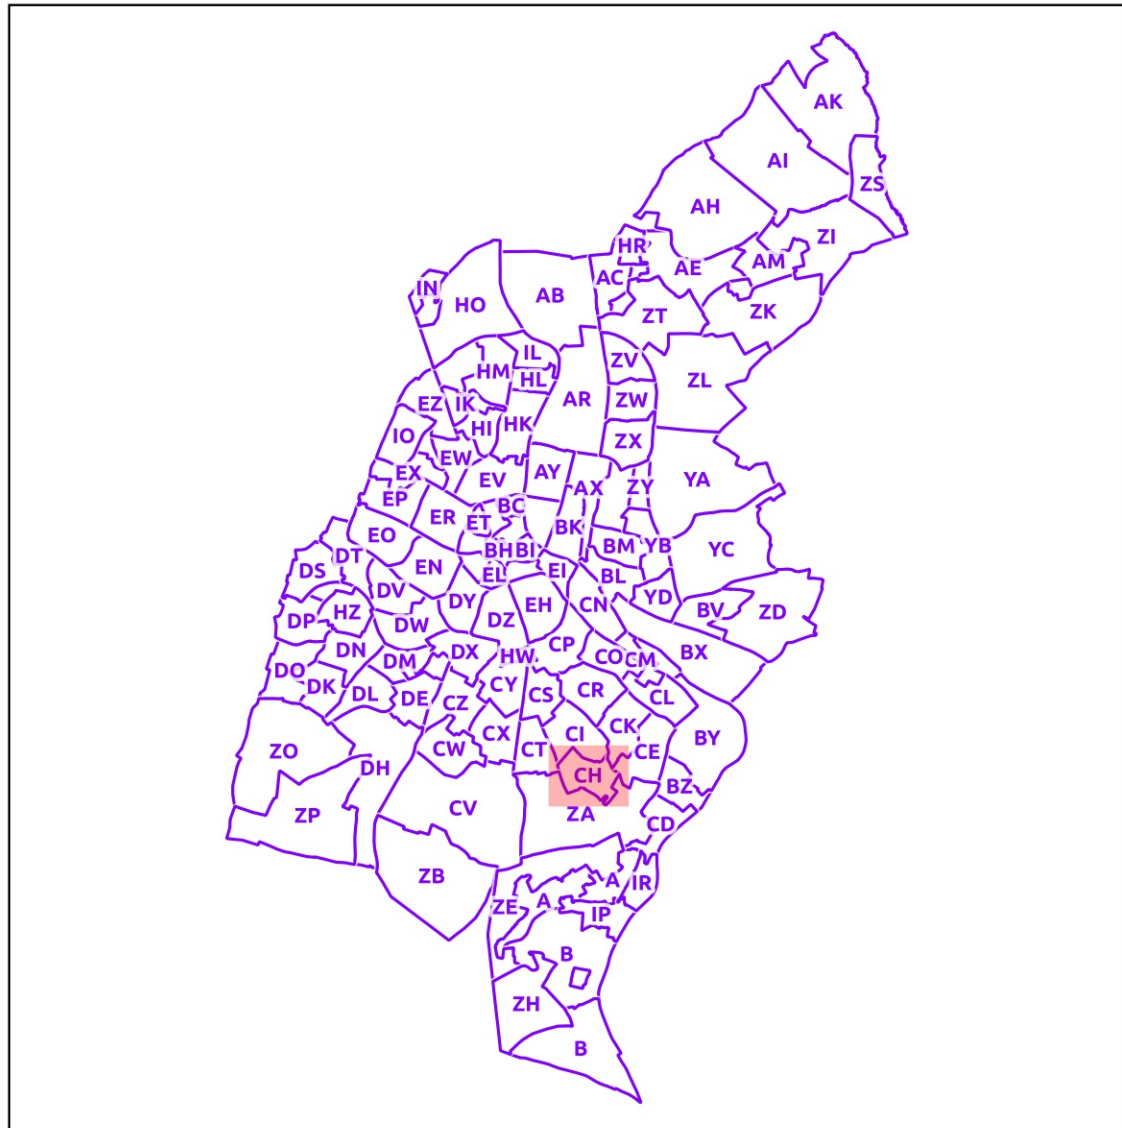 AK
AI
ZS
AH
ZI
HR
AM
AE
AC
IN
HO
AB
ZT
ZK
IL
ZV
HM
HL
ZL
AR
ZW
EZ
IK
HK
HI
IO
ZX
EW
EX
EV
AY
AX
ZY
YA
EP
BC
ER
ET
BK
EO
BH
BI
BM
YB
YC
DT
DS
EN
EL
EI
BL
DV
DY
EH
CN
YD
BV
ZD
DP
HZ
DW
DZ
CP
DN
DX
HW
CO
CM
BX
DM
DO
DK
DL
DE
CY
CS
CR
CL
CZ
CK
CX
CI
BY
ZO
CW
CT
CE
DH
CH
BZ
CV
ZP
ZA
CD
ZB
A
IR
ZE
A
IP
B
ZH
B